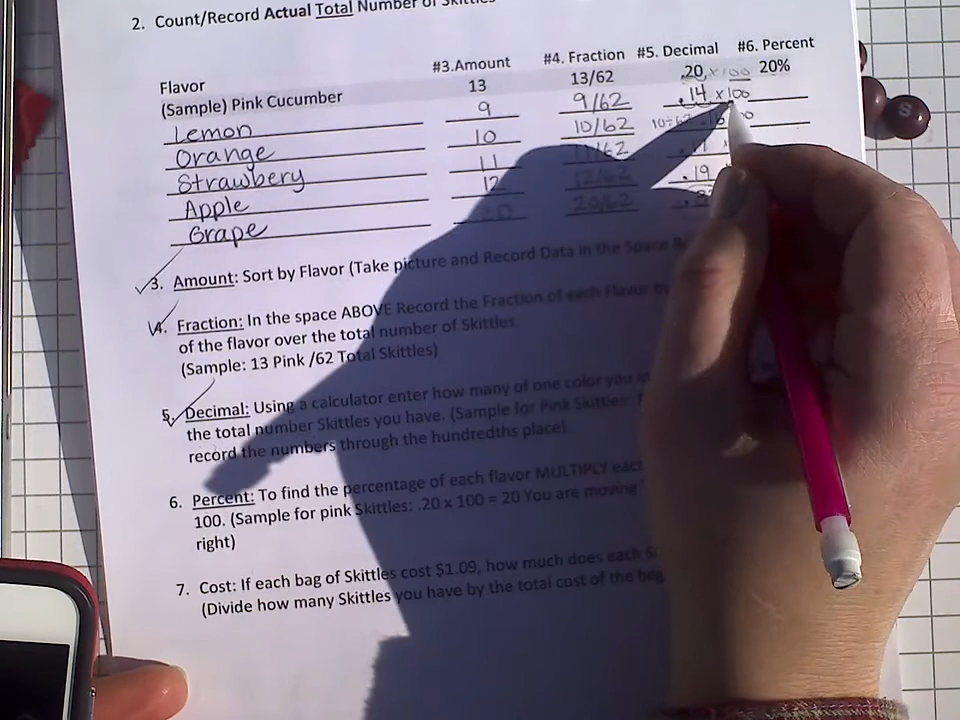 2. Count/Record Actual Total Number of Skittles
Flavor #3.Amount #4. Fraction #5. Decimal #6. Percent
(Sample) Pink Cucumber 13 13/62 .20 x 100 20%
Lemon 9 9/62 .14 x 100
Orange 10 10/62 10÷62
Strawbery 11 11/62
Apple 12 12/62 .19
Grape 20 20/62
3. Amount: Sort by Flavor (Take picture and Record Data in the Space
4. Fraction: In the space ABOVE Record the Fraction of each Flavor by
of the flavor over the total number of Skittles.
(Sample: 13 Pink /62 Total Skittles)
5. Decimal: Using a calculator enter how many of one color you
the total number Skittles you have. (Sample for Pink Skittles:
record the numbers through the hundredths place)
6. Percent: To find the percentage of each flavor MULTIPLY each
100. (Sample for pink Skittles: .20 x 100 = 20 You are moving
right)
7. Cost: If each bag of Skittles cost $1.09, how much does each S
(Divide how many Skittles you have by the total cost of the bag
S